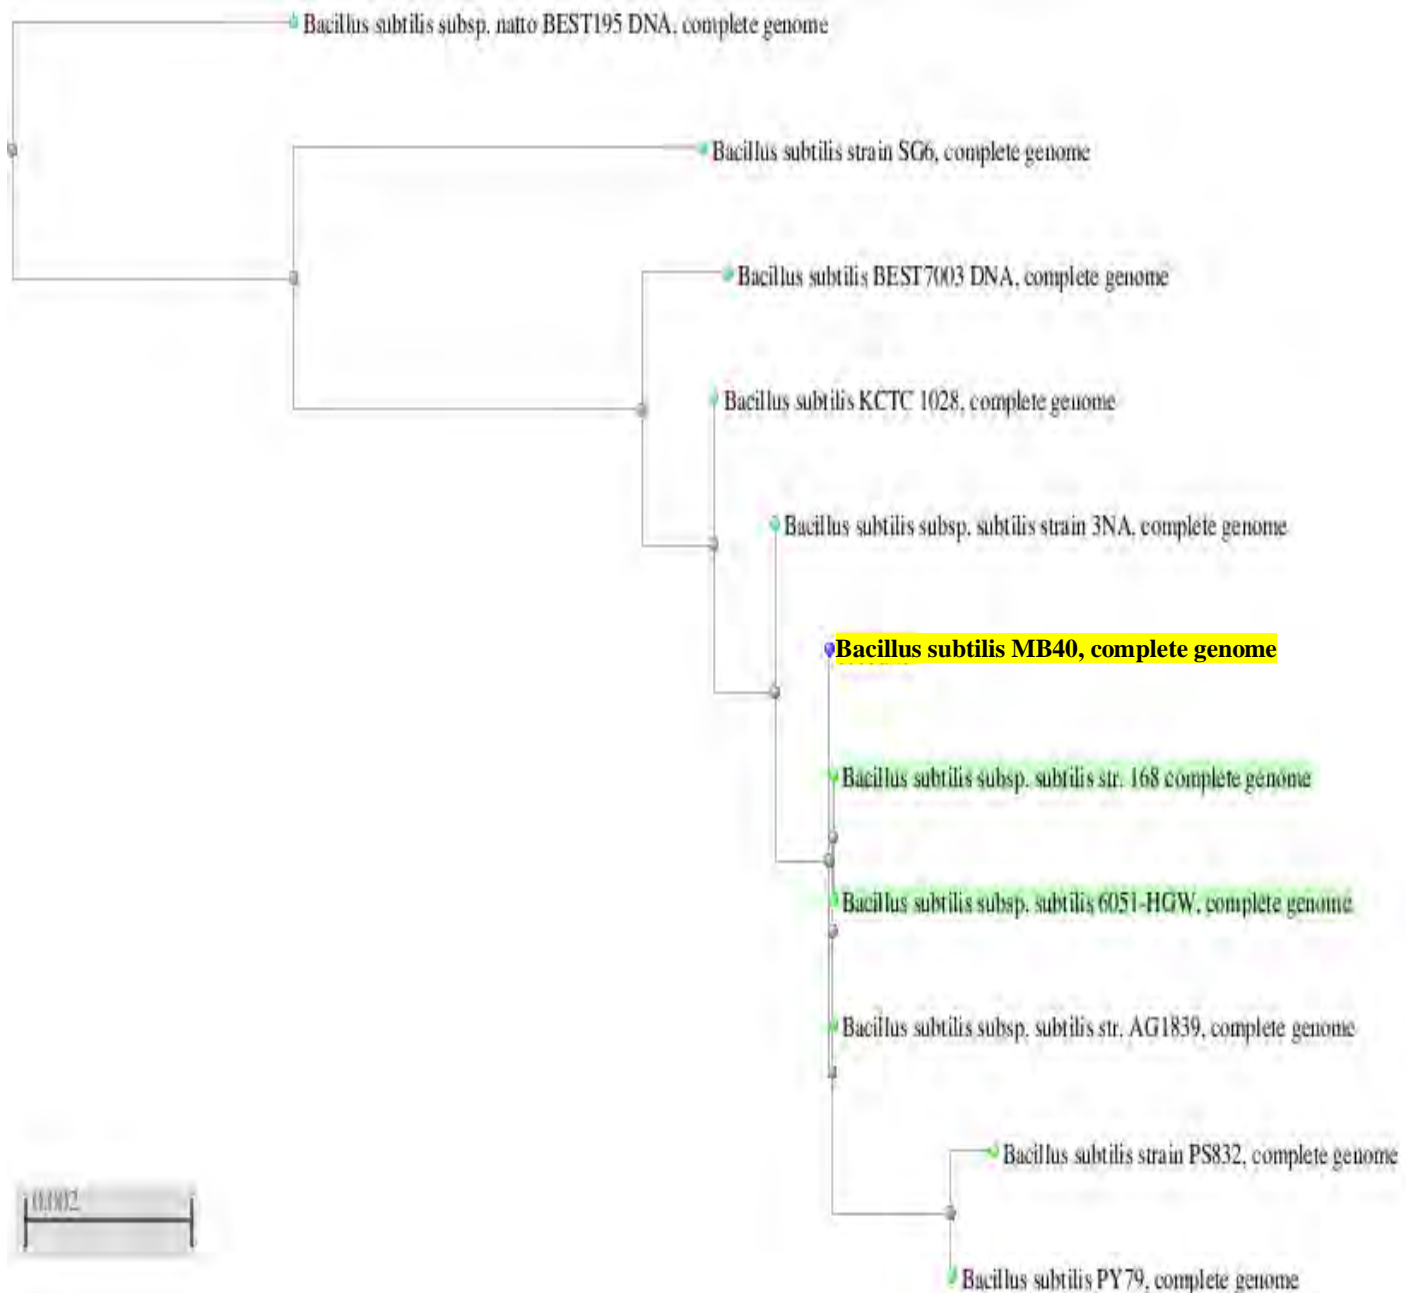 Bacillus subtilis subsp. natto BEST195 DNA, complete genome
Bacillus subtilis strain SG6, complete genome
Bacillus subtilis BEST7003 DNA, complete genome
Bacillus subtilis KCTC 1028, complete genome
Bacillus subtilis subsp. subtilis strain 3NA, complete genome
Bacillus subtilis MB40, complete genome
Bacillus subtilis subsp. subtilis str. 168 complete genome
Bacillus subtilis subsp. subtilis 6051-HGW, complete genome
Bacillus subtilis subsp. subtilis str. AG1839, complete genome
Bacillus subtilis strain PS832, complete genome
0.002
Bacillus subtilis PY79, complete genome